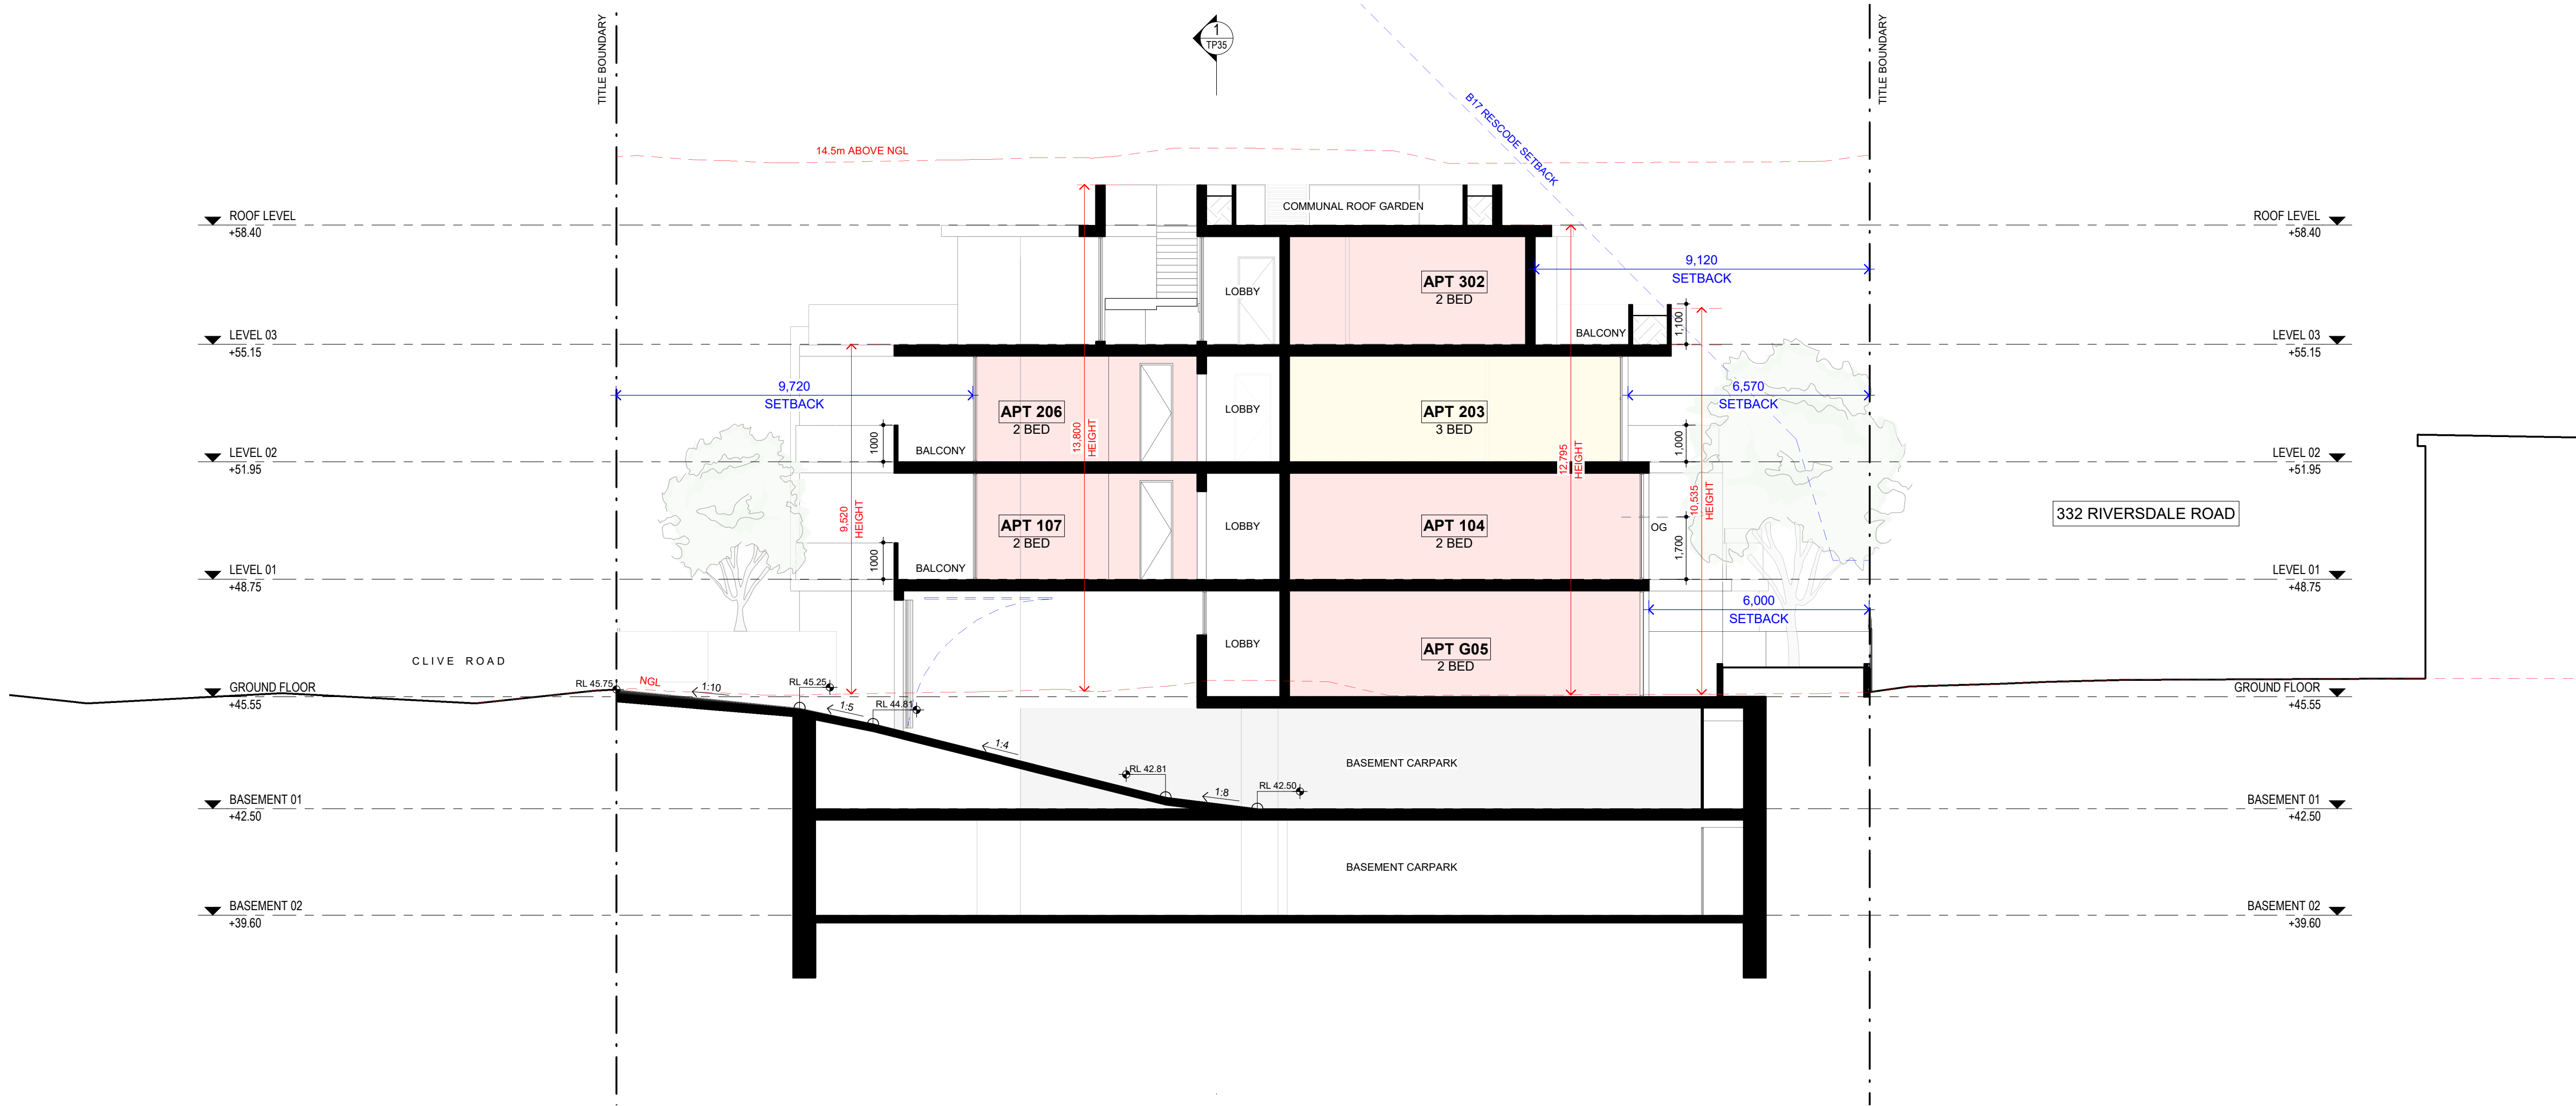 TITLE BOUNDARY
1
TP35
TITLE BOUNDARY
B17 RESCODE SETBACK
14.5m ABOVE NGL
COMMUNAL ROOF GARDEN
ROOF LEVEL
+58.40
ROOF LEVEL
+58.40
9,120
SETBACK
APT 302
2 BED
LOBBY
BALCONY
1,100
LEVEL 03
+55.15
LEVEL 03
+55.15
9,720
SETBACK
6,570
SETBACK
APT 206
2 BED
LOBBY
APT 203
3 BED
13,800
HEIGHT
1000
BALCONY
12,795
HEIGHT
1,000
LEVEL 02
+51.95
LEVEL 02
+51.95
9,520
HEIGHT
10,535
HEIGHT
332 RIVERSDALE ROAD
APT 107
2 BED
LOBBY
APT 104
2 BED
OG
1,700
1000
BALCONY
LEVEL 01
+48.75
LEVEL 01
+48.75
6,000
SETBACK
LOBBY
APT G05
2 BED
CLIVE ROAD
NGL
RL 45.75
1:10
RL 45.25
GROUND FLOOR
+45.55
GROUND FLOOR
+45.55
1:5
RL 44.81
1:4
BASEMENT CARPARK
RL 42.81
RL 42.50
1:8
BASEMENT 01
+42.50
BASEMENT 01
+42.50
BASEMENT CARPARK
BASEMENT 02
+39.60
BASEMENT 02
+39.60